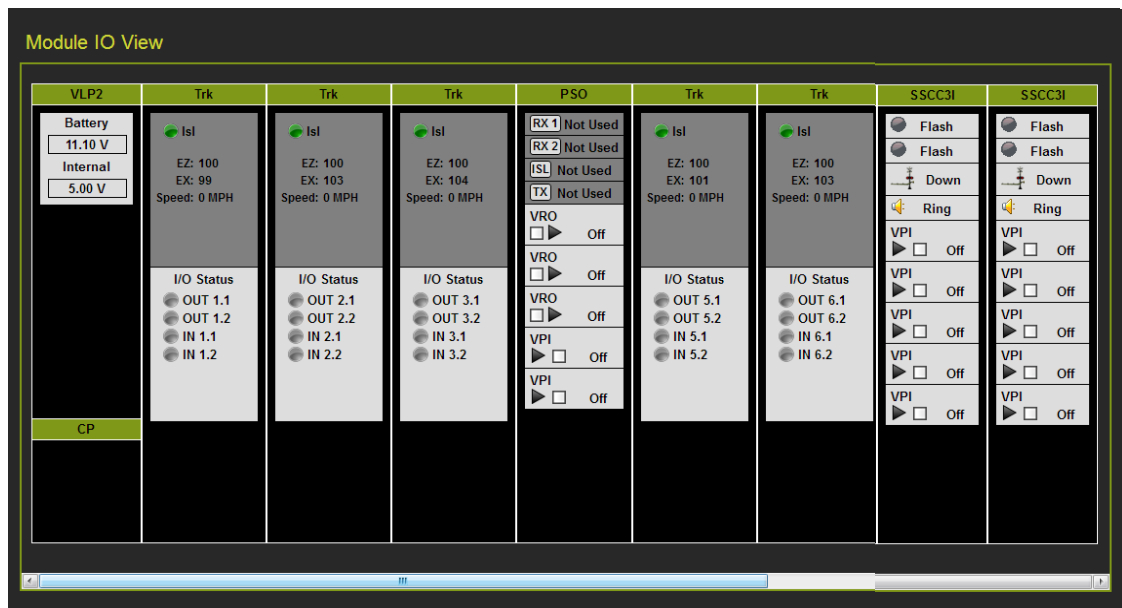 Module IO View
VLP2
Battery
11.10 V
Internal
5.00 V
CP
Trk
Isl
EZ: 100
EX: 99
Speed: 0 MPH
I/O Status
OUT 1.1
OUT 1.2
IN 1.1
IN 1.2
Trk
Isl
EZ: 100
EX: 103
Speed: 0 MPH
I/O Status
OUT 2.1
OUT 2.2
IN 2.1
IN 2.2
Trk
Isl
EZ: 100
EX: 104
Speed: 0 MPH
I/O Status
OUT 3.1
OUT 3.2
IN 3.1
IN 3.2
PSO
RX 1 Not Used
RX 2 Not Used
ISL Not Used
TX Not Used
VRO
Off
VRO
Off
VRO
Off
VPI
Off
VPI
Off
Trk
Isl
EZ: 100
EX: 101
Speed: 0 MPH
I/O Status
OUT 5.1
OUT 5.2
IN 5.1
IN 5.2
Trk
Isl
EZ: 100
EX: 103
Speed: 0 MPH
I/O Status
OUT 6.1
OUT 6.2
IN 6.1
IN 6.2
SSCC3I
Flash
Flash
Down
Ring
VPI
Off
VPI
Off
VPI
Off
VPI
Off
VPI
Off
SSCC3I
Flash
Flash
Down
Ring
VPI
Off
VPI
Off
VPI
Off
VPI
Off
VPI
Off